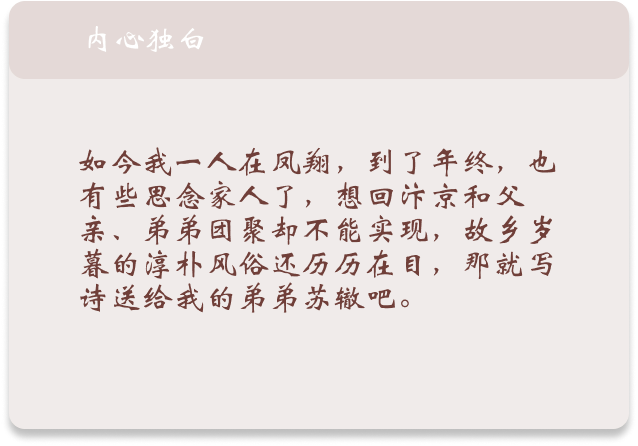 内心独白
如今我一人在凤翔，到了年终，也
有些思念家人了，想回汴京和父
亲、弟弟团聚却不能实现，故乡岁
暮的淳朴风俗还历历在目，那就写
诗送给我的弟弟苏辙吧。